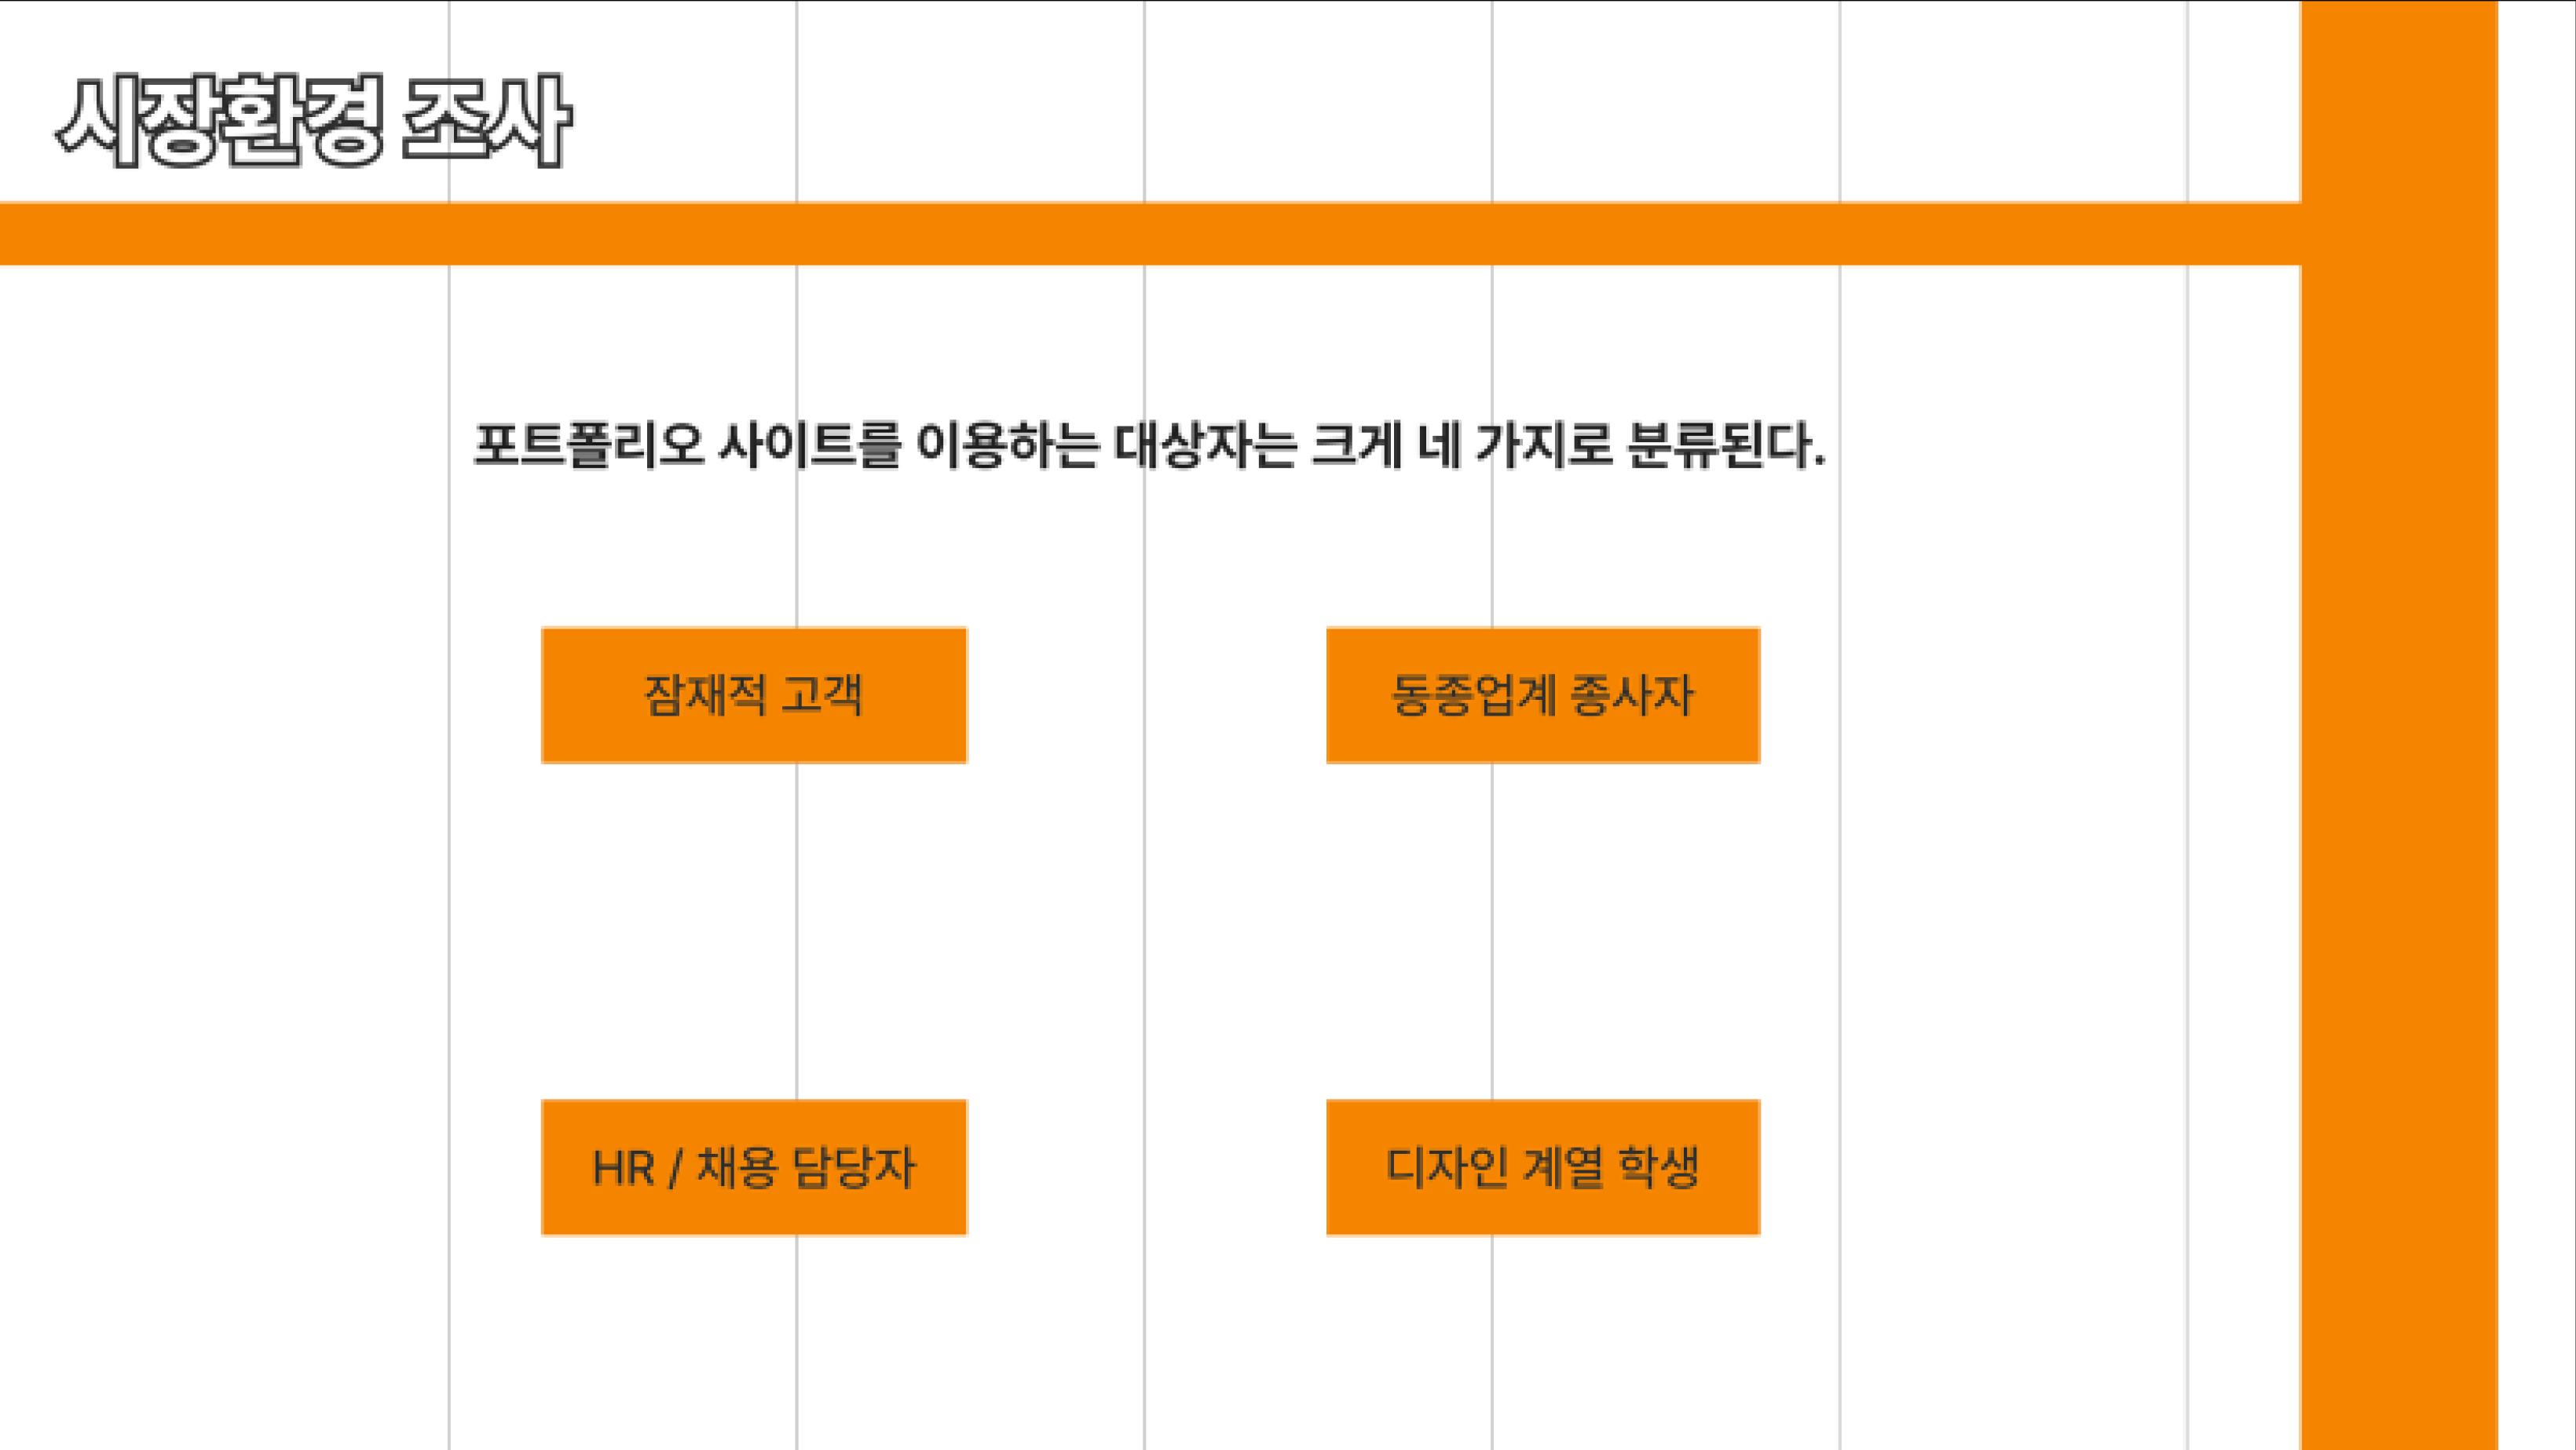 시장환경 조사
포트폴리오 사이트를 이용하는 대상자는 크게 네 가지로 분류된다.
잠재적 고객
동종업계 종사자
HR / 채용 담당자
디자인 계열 학생